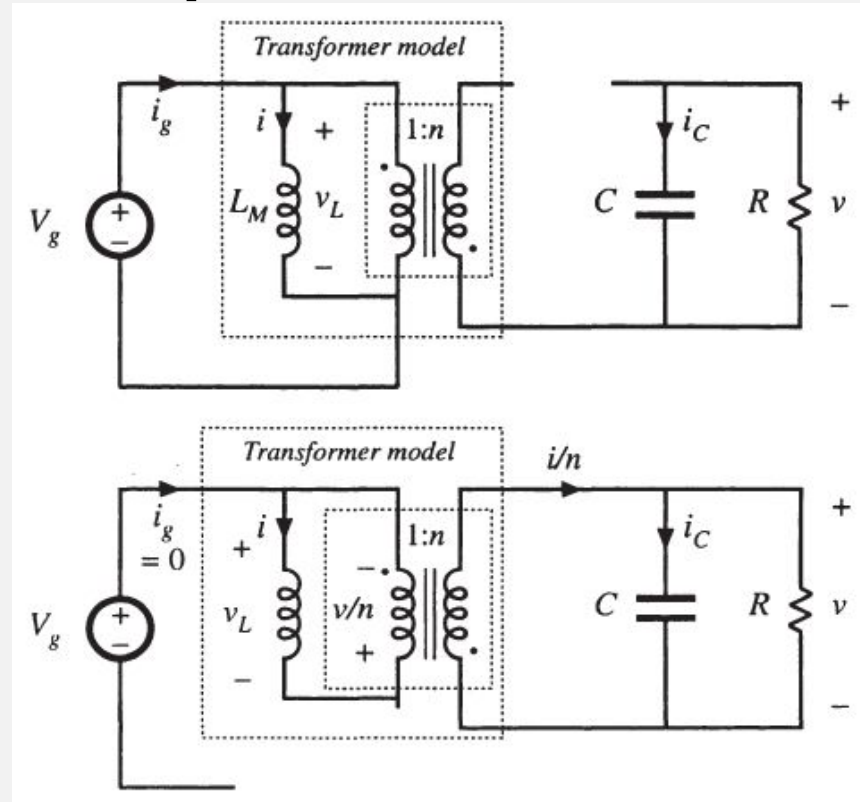 Transformer model
i_g
i
+
1:n
i_C
+
V_g
+
−
L_M
v_L
C
R
v
−
−
Transformer model
i/n
i_g
= 0
+
i
1:n
i_C
+
V_g
+
−
v_L
−
v/n
+
C
R
v
−
−